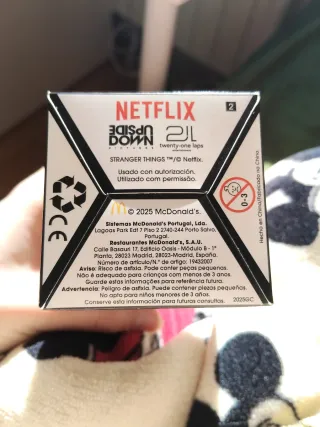 NETFLIX
2
UPSIDE
DOWN
PICTURES
21L
twenty-one laps
STRANGER THINGS ™/© Netflix.
Usado con autorización.
Utilizado com permissão.
© 2025 McDonald's.
Sistemas McDonald's Portugal, Lda.
Lagoas Park Edf 7 Piso 2 2740-244 Porto Salvo,
Portugal.
Restaurantes McDonald's, S.A.U.
Calle Basauri 17, Edificio Oasis - Módulo B - 1ª
Planta, 28023 Madrid, 28023-Madrid, España.
Número de artículo/N.º de artigo: 19432007
Aviso: Risco de asfixia. Pode conter peças pequenas.
Não é adequado para crianças com menos de 3 anos.
Guarde estas informações para referência futura.
Advertencia: Peligro de asfixia. Puede contener piezas pequeñas.
No apto para niños menores de 3 años.
Conserve esta información para futuras consultas.
2025GC
CE
0-3
Hecho en China/Fabricado na China